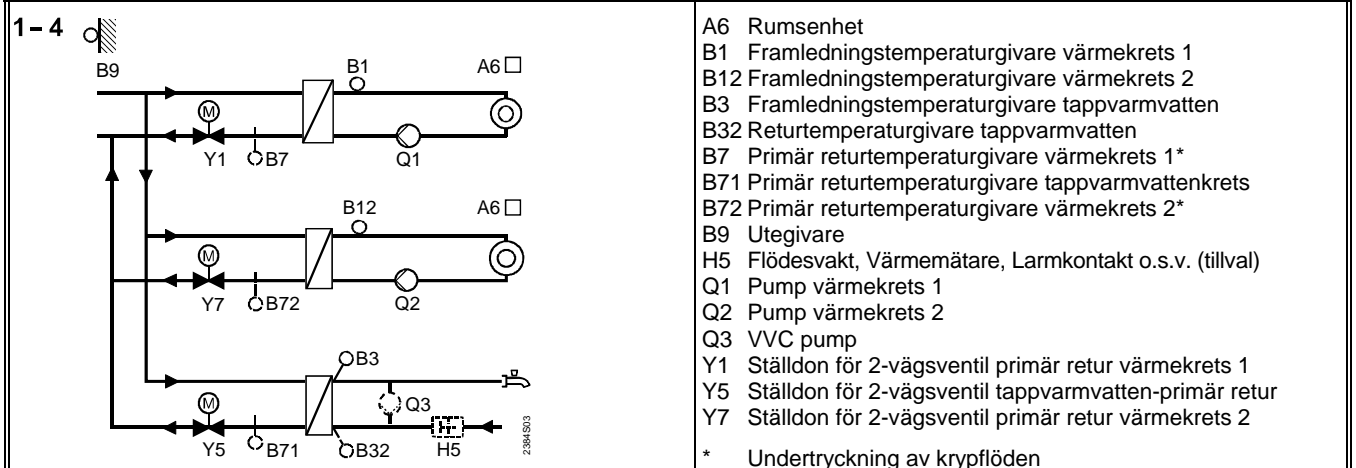 1 – 4
B9
B1
A6
M
Y1
B7
Q1
B12
A6
M
Y7
B72
Q2
B3
M
Q3
Y5
B71
B32
H5
2384S03
A6 Rumsenhet
B1 Framledningstemperaturgivare värmekrets 1
B12 Framledningstemperaturgivare värmekrets 2
B3 Framledningstemperaturgivare tappvarmvatten
B32 Returtemperaturgivare tappvarmvatten
B7 Primär returtemperaturgivare värmekrets 1*
B71 Primär returtemperaturgivare tappvarmvattenkrets
B72 Primär returtemperaturgivare värmekrets 2*
B9 Utegivare
H5 Flödesvakt, Värmemätare, Larmkontakt o.s.v. (tillval)
Q1 Pump värmekrets 1
Q2 Pump värmekrets 2
Q3 VVC pump
Y1 Ställdon för 2-vägsventil primär retur värmekrets 1
Y5 Ställdon för 2-vägsventil tappvarmvatten-primär retur
Y7 Ställdon för 2-vägsventil primär retur värmekrets 2
* Undertryckning av krypflöden